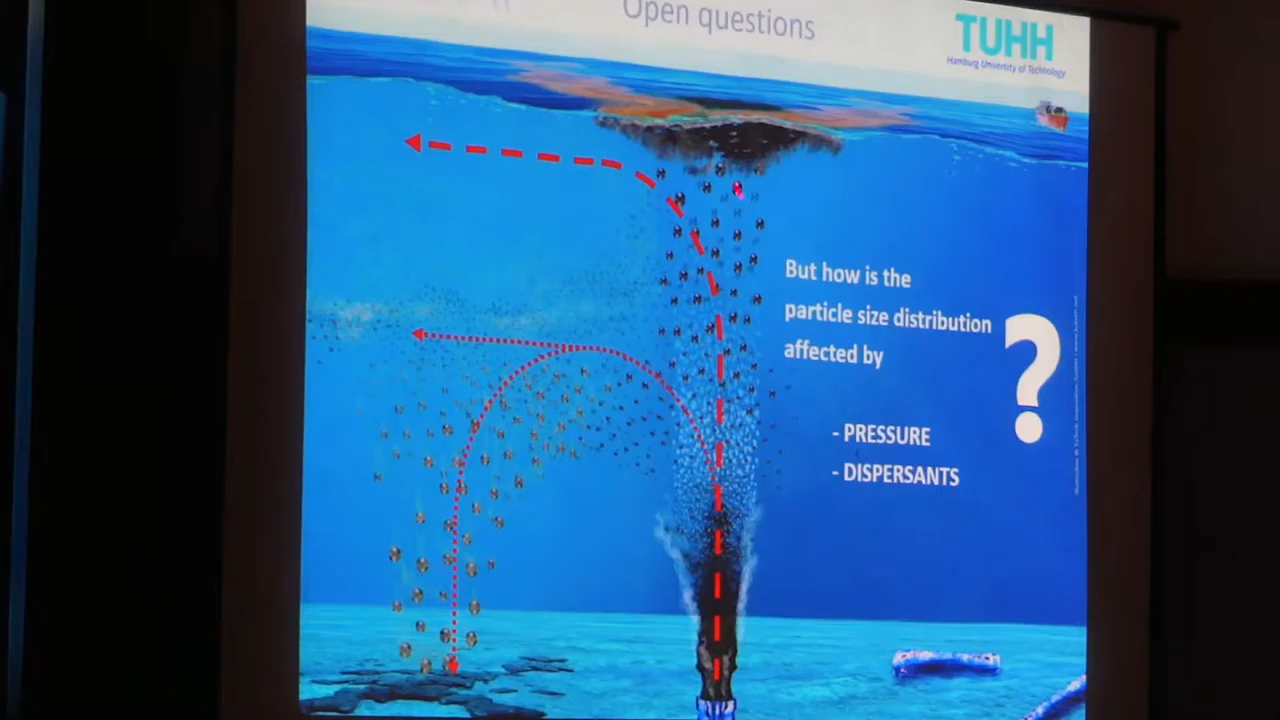 Open questions
TUHH
Hamburg University of Technology
But how is the
particle size distribution
affected by
?
- PRESSURE
- DISPERSANTS